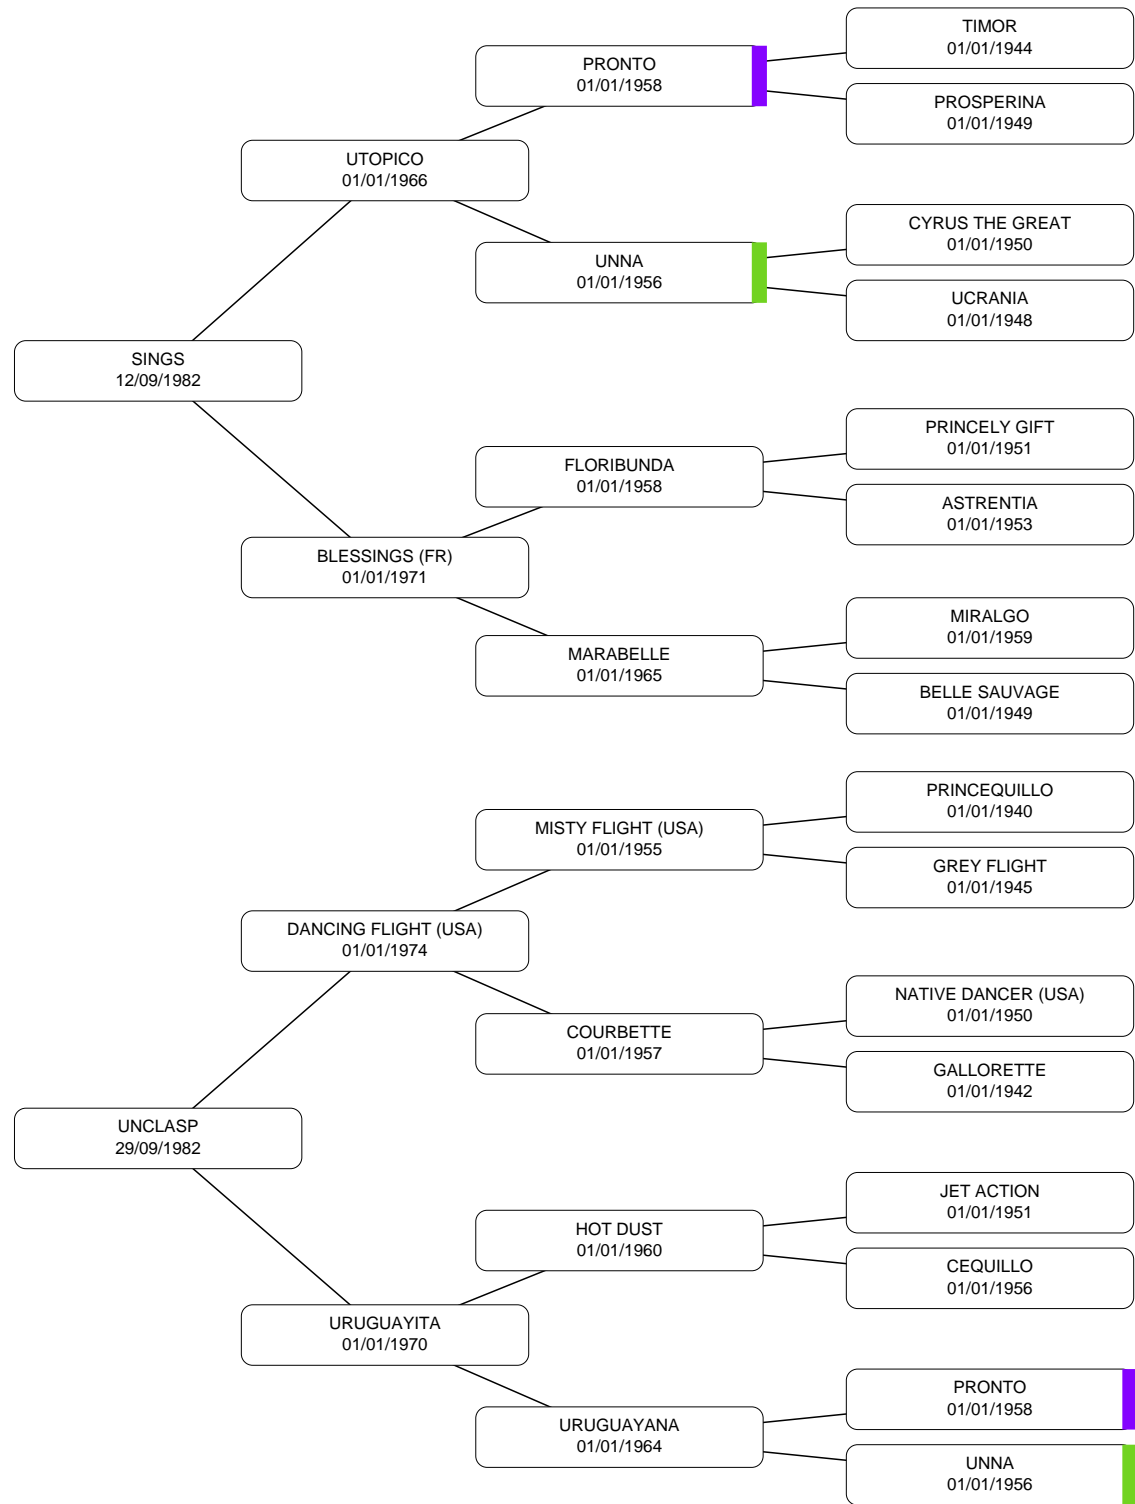 TIMOR
01/01/1944
PRONTO
01/01/1958
PROSPERINA
01/01/1949
UTOPICO
01/01/1966
CYRUS THE GREAT
01/01/1950
UNNA
01/01/1956
UCRANIA
01/01/1948
SINGS
12/09/1982
PRINCELY GIFT
01/01/1951
FLORIBUNDA
01/01/1958
ASTRENTIA
01/01/1953
BLESSINGS (FR)
01/01/1971
MIRALGO
01/01/1959
MARABELLE
01/01/1965
BELLE SAUVAGE
01/01/1949
PRINCEQUILLO
01/01/1940
MISTY FLIGHT (USA)
01/01/1955
GREY FLIGHT
01/01/1945
DANCING FLIGHT (USA)
01/01/1974
NATIVE DANCER (USA)
01/01/1950
COURBETTE
01/01/1957
GALLORETTE
01/01/1942
UNCLASP
29/09/1982
JET ACTION
01/01/1951
HOT DUST
01/01/1960
CEQUILLO
01/01/1956
URUGUAYITA
01/01/1970
PRONTO
01/01/1958
URUGUAYANA
01/01/1964
UNNA
01/01/1956